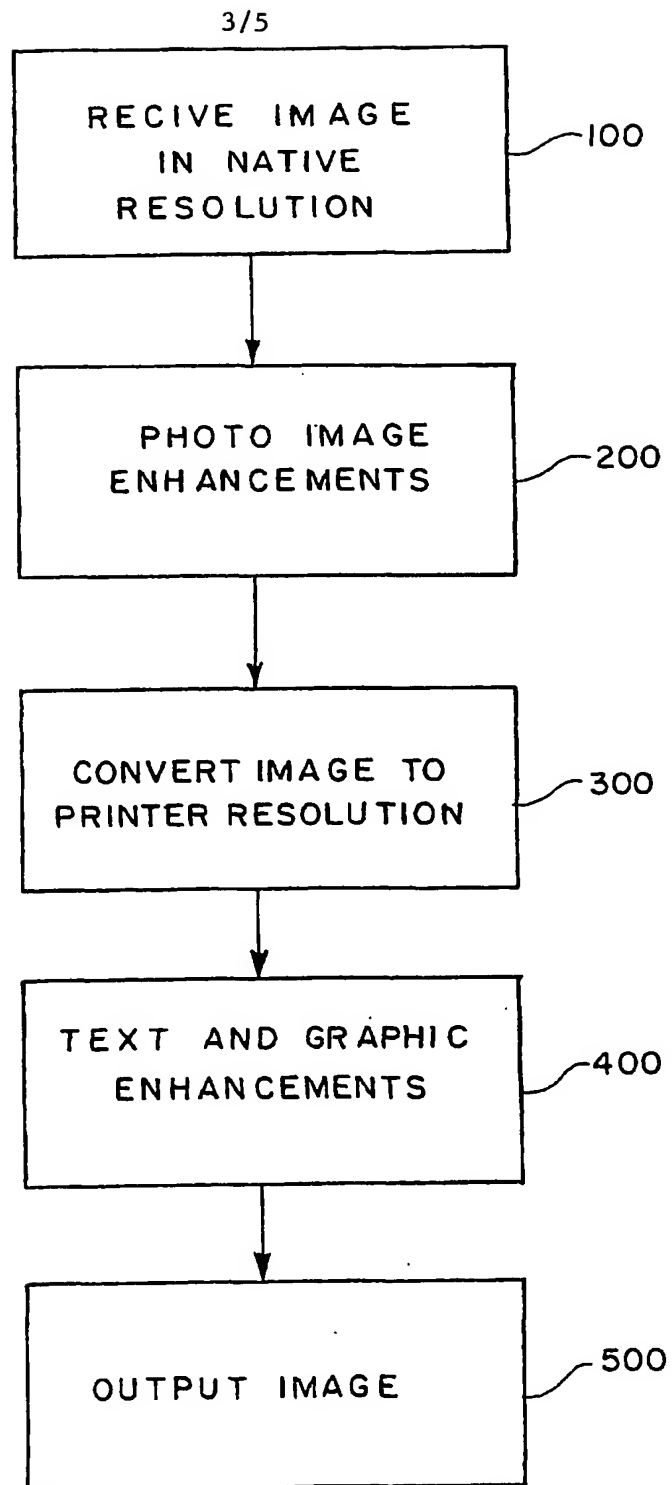 3/5
RECIVE IMAGE
IN NATIVE
RESOLUTION
100
PHOTO IMAGE
ENHANCEMENTS
200
CONVERT IMAGE TO
PRINTER RESOLUTION
300
TEXT AND GRAPHIC
ENHANCEMENTS
400
OUTPUT IMAGE
500